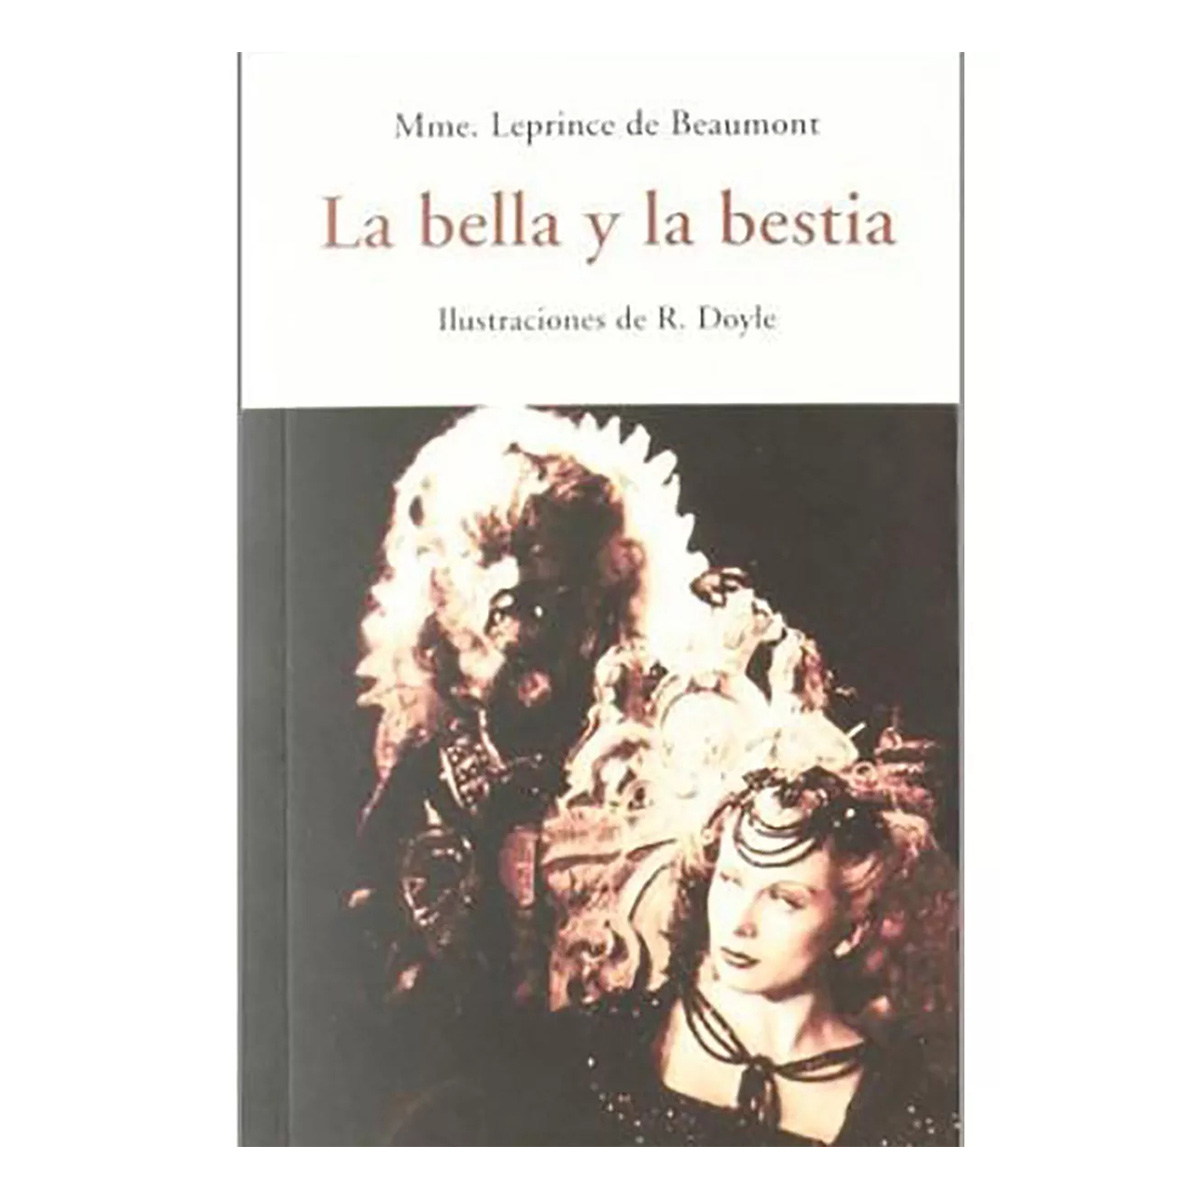 Mme. Leprince de Beaumont
La bella y la bestia
Ilustraciones de R. Doyle